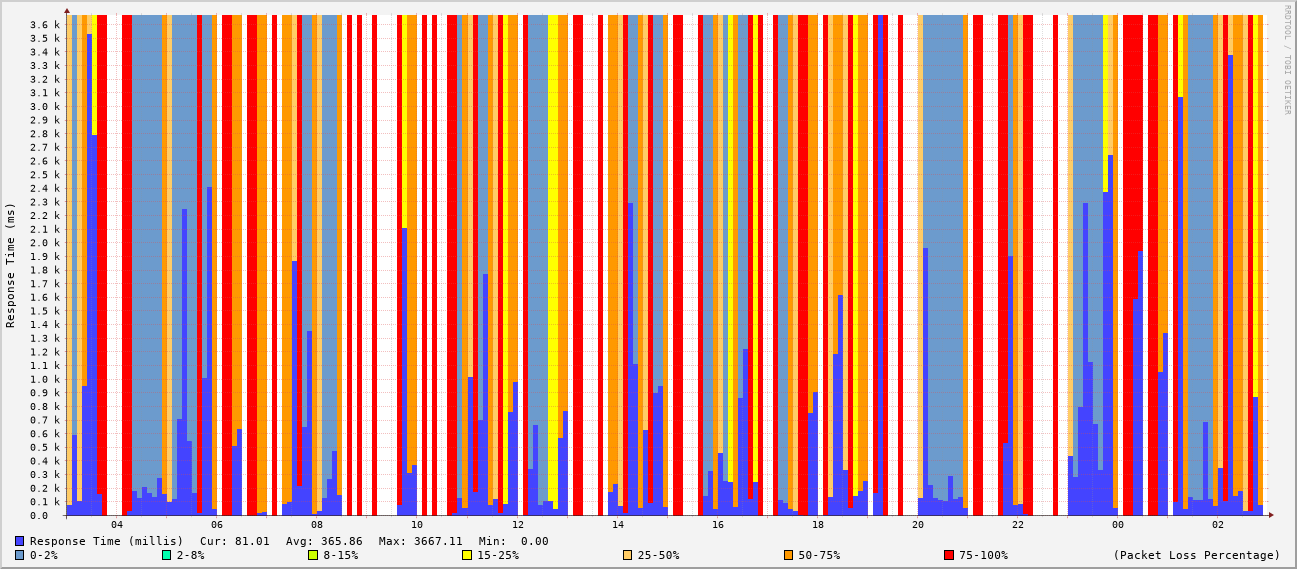 RRDTOOL / TOBI OETIKER
Response Time (ms)
3.6 k
3.5 k
3.4 k
3.3 k
3.2 k
3.1 k
3.0 k
2.9 k
2.8 k
2.7 k
2.6 k
2.5 k
2.4 k
2.3 k
2.2 k
2.1 k
2.0 k
1.9 k
1.8 k
1.7 k
1.6 k
1.5 k
1.4 k
1.3 k
1.2 k
1.1 k
1.0 k
0.9 k
0.8 k
0.7 k
0.6 k
0.5 k
0.4 k
0.3 k
0.2 k
0.1 k
0.0
04 06 08 10 12 14 16 18 20 22 00 02
Response Time (millis) Cur: 81.01 Avg: 365.86 Max: 3667.11 Min: 0.00
0-2% 2-8% 8-15% 15-25% 25-50% 50-75% 75-100% (Packet Loss Percentage)